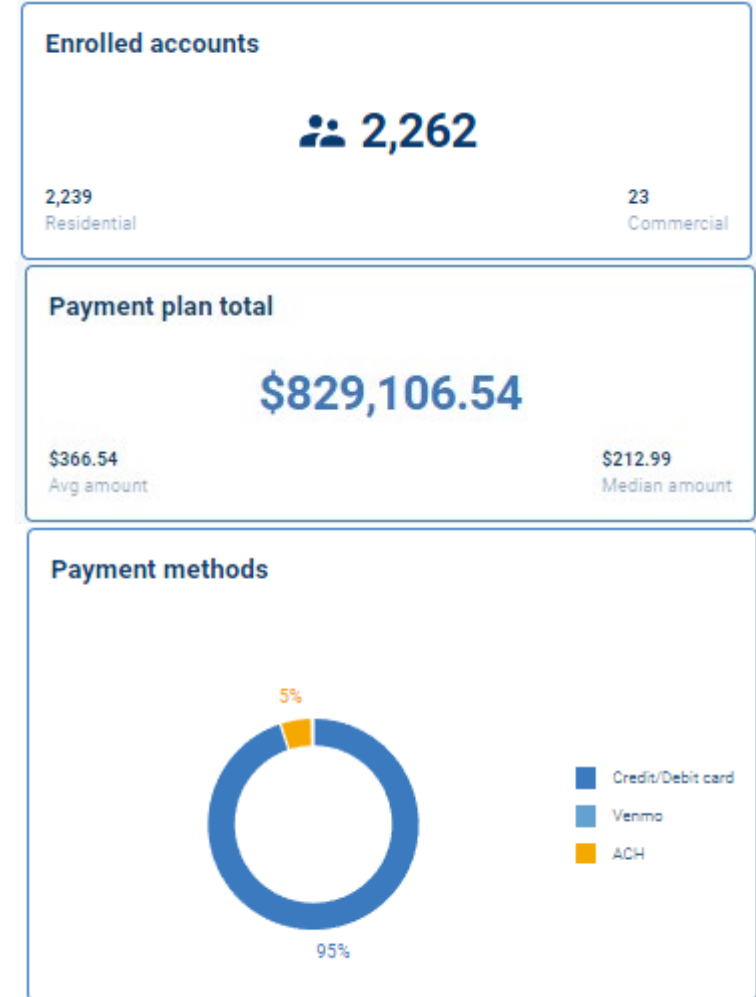 Enrolled accounts
2,262
2,239
Residential
23
Commercial
Payment plan total
$829,106.54
$366.54
Avg amount
$212.99
Median amount
Payment methods
5%
95%
Credit/Debit card
Venmo
ACH